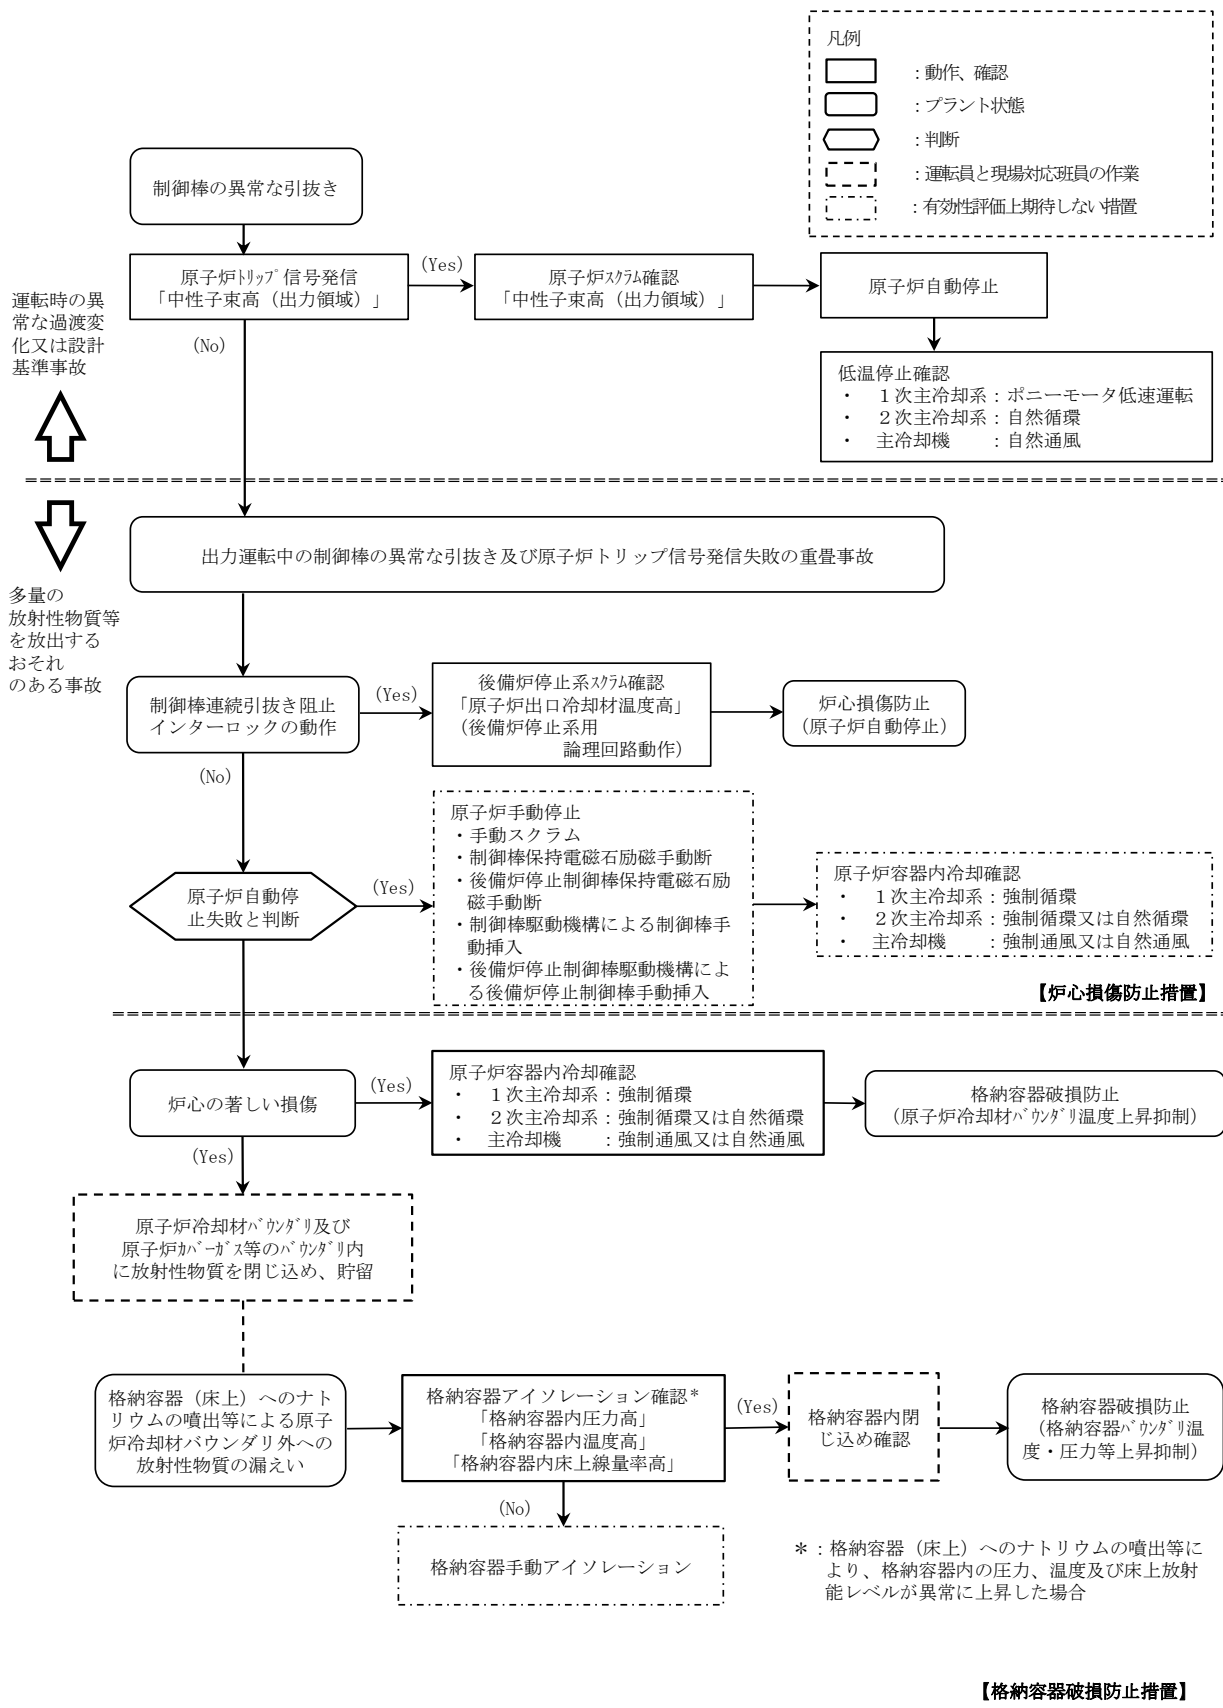 凡例
：動作、確認
：プラント状態
：判断
：運転員と現場対応班員の作業
：有効性評価上期待しない措置
制御棒の異常な引抜き
原子炉ﾄﾘｯﾌﾟ信号発信
「中性子束高（出力領域）」
(Yes)
原子炉ｽｸﾗﾑ確認
「中性子束高（出力領域）」
原子炉自動停止
運転時の異
常な過渡変
化又は設計
基準事故
(No)
低温停止確認
・　１次主冷却系：ポニーモータ低速運転
・　２次主冷却系：自然循環
・　主冷却機　　：自然通風
出力運転中の制御棒の異常な引抜き及び原子炉トリップ信号発信失敗の重畳事故
多量の
放射性物質等
を放出する
おそれ
のある事故
制御棒連続引抜き阻止
インターロックの動作
(Yes)
後備炉停止系ｽｸﾗﾑ確認
「原子炉出口冷却材温度高」
（後備炉停止系用
論理回路動作）
炉心損傷防止
（原子炉自動停止）
(No)
原子炉自動停
止失敗と判断
(Yes)
原子炉手動停止
・手動スクラム
・制御棒保持電磁石励磁手動断
・後備炉停止制御棒保持電磁石励
磁手動断
・制御棒駆動機構による制御棒手
動挿入
・後備炉停止制御棒駆動機構によ
る後備炉停止制御棒手動挿入
原子炉容器内冷却確認
・　１次主冷却系：強制循環
・　２次主冷却系：強制循環又は自然循環
・　主冷却機　　：強制通風又は自然通風
【炉心損傷防止措置】
炉心の著しい損傷
(Yes)
原子炉容器内冷却確認
・　１次主冷却系：強制循環
・　２次主冷却系：強制循環又は自然循環
・　主冷却機　　：強制通風又は自然通風
格納容器破損防止
（原子炉冷却材ﾊﾞｳﾝﾀﾞﾘ温度上昇抑制）
(Yes)
原子炉冷却材ﾊﾞｳﾝﾀﾞﾘ及び
原子炉ｶﾊﾞｰｶﾞｽ等のﾊﾞｳﾝﾀﾞﾘ内
に放射性物質を閉じ込め、貯留
格納容器（床上）へのナト
リウムの噴出等による原子
炉冷却材バウンダリ外への
放射性物質の漏えい
格納容器アイソレーション確認*
「格納容器内圧力高」
「格納容器内温度高」
「格納容器内床上線量率高」
(Yes)
格納容器内閉
じ込め確認
格納容器破損防止
（格納容器ﾊﾞｳﾝﾀﾞﾘ温
度・圧力等上昇抑制）
(No)
格納容器手動アイソレーション
＊：格納容器（床上）へのナトリウムの噴出等に
より、格納容器内の圧力、温度及び床上放射
能レベルが異常に上昇した場合
【格納容器破損防止措置】